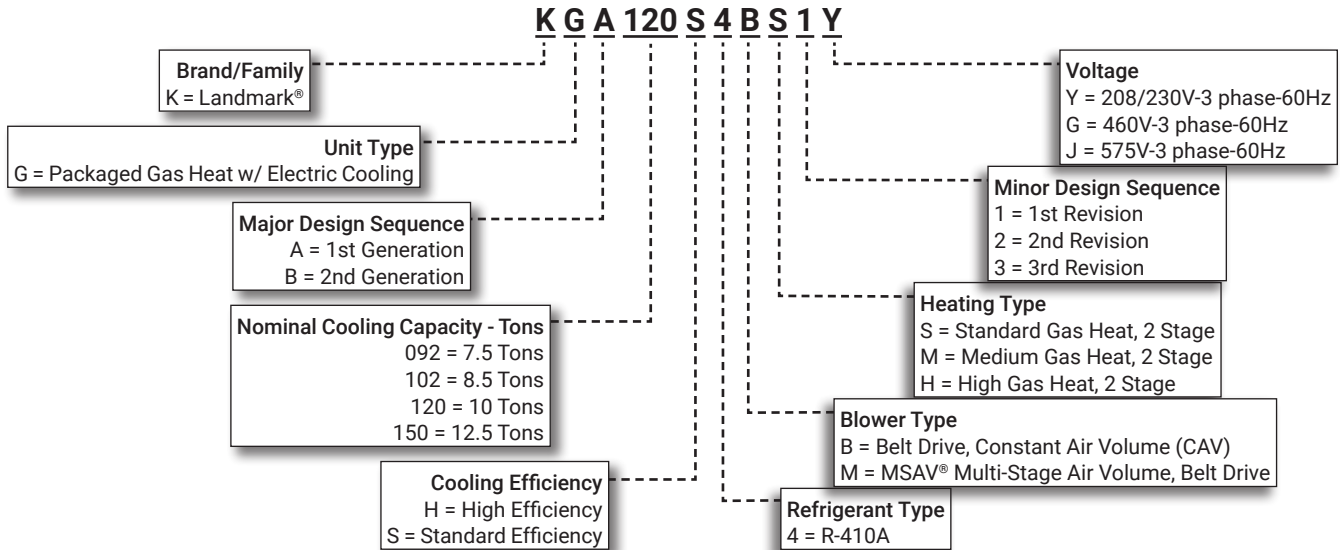 K G A 120 S 4 B S 1 Y
Brand/Family
K = Landmark®
Unit Type
G = Packaged Gas Heat w/ Electric Cooling
Major Design Sequence
A = 1st Generation
B = 2nd Generation
Nominal Cooling Capacity - Tons
092 = 7.5 Tons
102 = 8.5 Tons
120 = 10 Tons
150 = 12.5 Tons
Cooling Efficiency
H = High Efficiency
S = Standard Efficiency
Voltage
Y = 208/230V-3 phase-60Hz
G = 460V-3 phase-60Hz
J = 575V-3 phase-60Hz
Minor Design Sequence
1 = 1st Revision
2 = 2nd Revision
3 = 3rd Revision
Heating Type
S = Standard Gas Heat, 2 Stage
M = Medium Gas Heat, 2 Stage
H = High Gas Heat, 2 Stage
Blower Type
B = Belt Drive, Constant Air Volume (CAV)
M = MSAV® Multi-Stage Air Volume, Belt Drive
Refrigerant Type
4 = R-410A